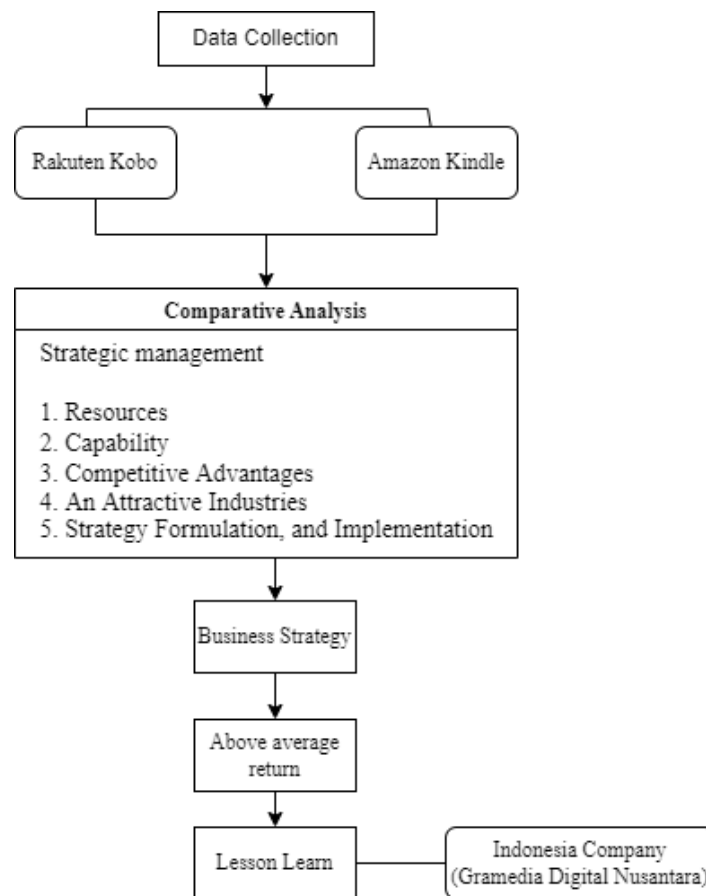 Data Collection
Rakuten Kobo
Amazon Kindle
Comparative Analysis
Strategic management
1. Resources
2. Capability
3. Competitive Advantages
4. An Attractive Industries
5. Strategy Formulation, and Implementation
Business Strategy
Above average
return
Lesson Learn
Indonesia Company
(Gramedia Digital Nusantara)